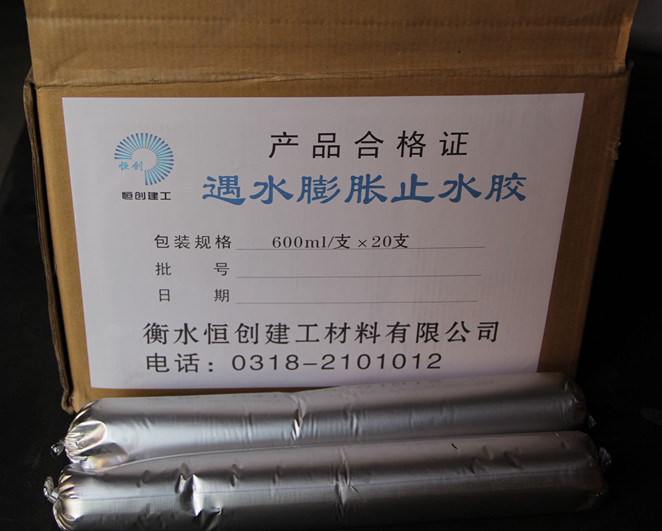 恒创
恒创建工
产品合格证
遇水膨胀止水胶
包装规格 600ml/支×20支
批 号
日 期
衡水恒创建工材料有限公司
电话：0318-2101012